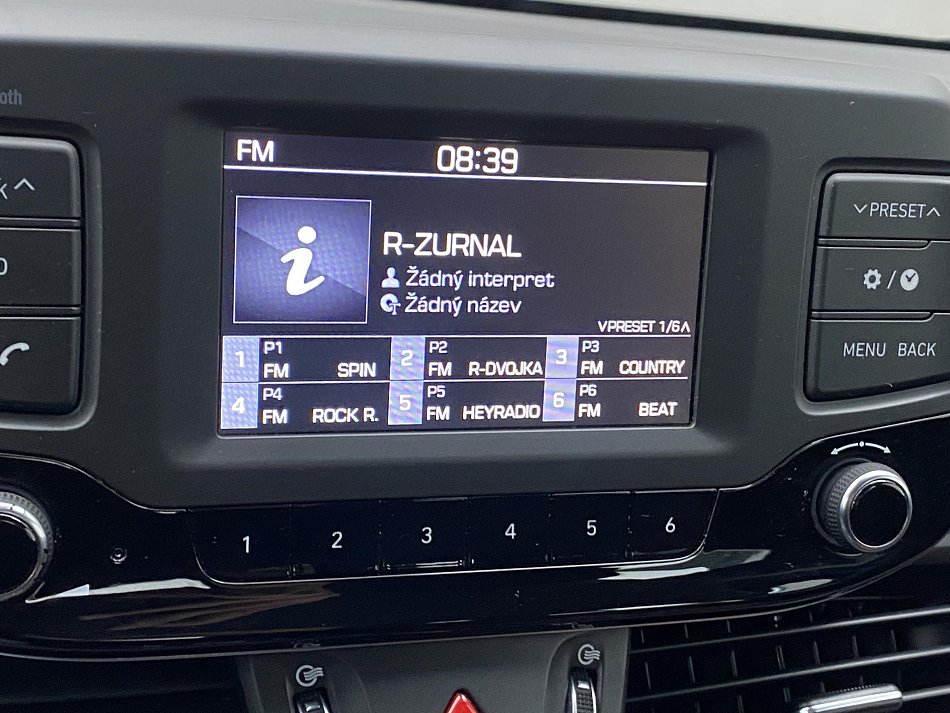 FM 08:39
R-ZURNAL
Žádný interpret
Žádný název
VPRESET 1/6Λ
1 P1 FM SPIN
2 P2 FM R-DVOJKA
3 P3 FM COUNTRY
4 P4 FM ROCK R.
5 P5 FM HEYRADIO
6 P6 FM BEAT
PRESET
/
MENU BACK
1 2 3 4 5 6